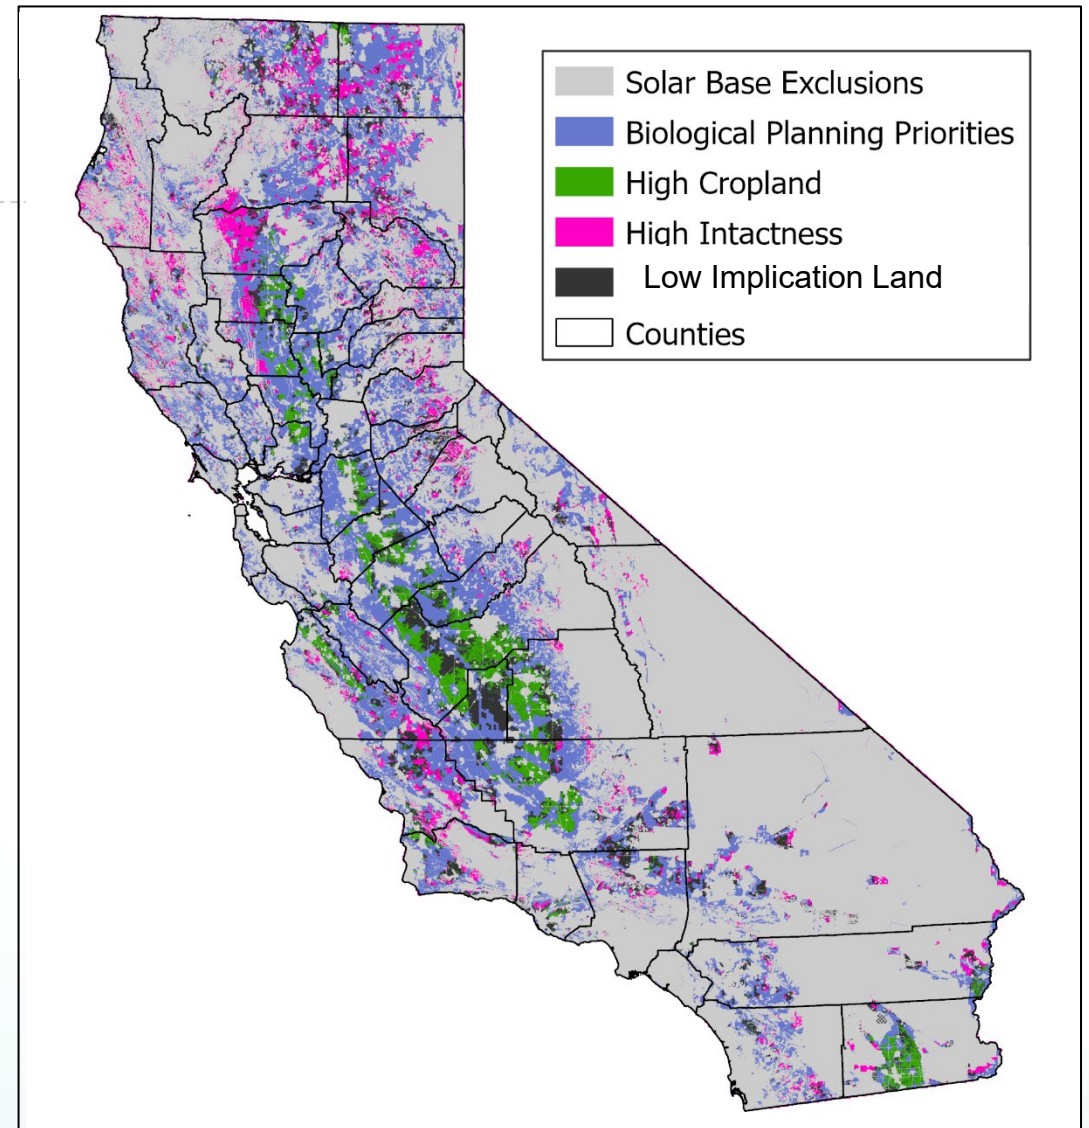 Solar Base Exclusions
Biological Planning Priorities
High Cropland
High Intactness
Low Implication Land
Counties